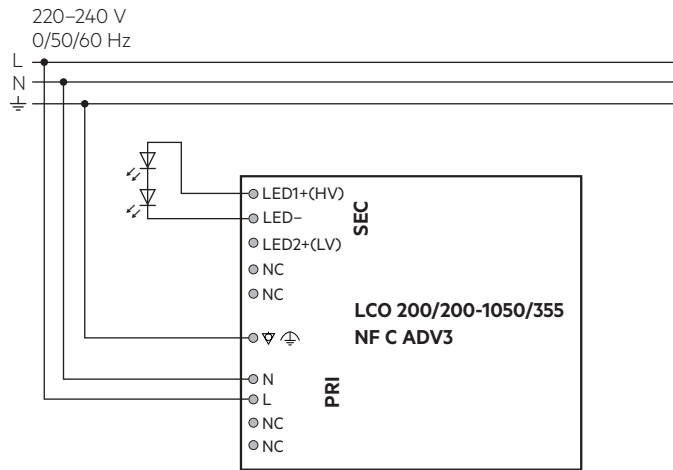 220–240 V
0/50/60 Hz
L
N
LED1+(HV)
LED–
LED2+(LV)
NC
NC
SEC
LCO 200/200-1050/355
NF C ADV3
N
L
NC
NC
PRI